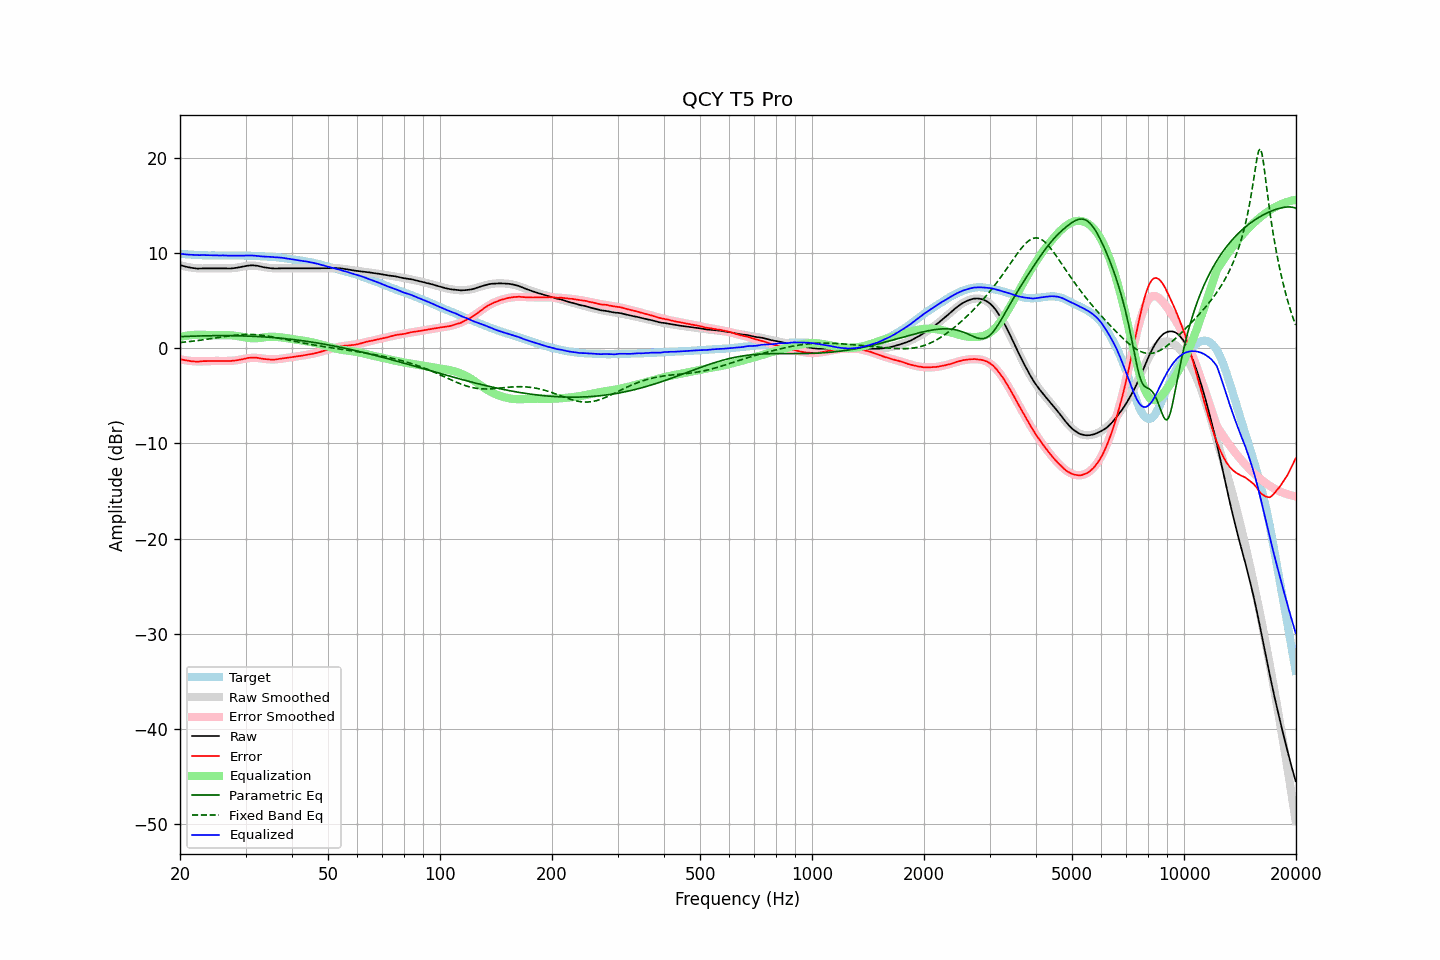 QCY T5 Pro
20
10
0
−10
−20
−30
−40
−50
Amplitude (dBr)
Target
Raw Smoothed
Error Smoothed
Raw
Error
Equalization
Parametric Eq
Fixed Band Eq
Equalized
20 50 100 200 500 1000 2000 5000 10000 20000
Frequency (Hz)